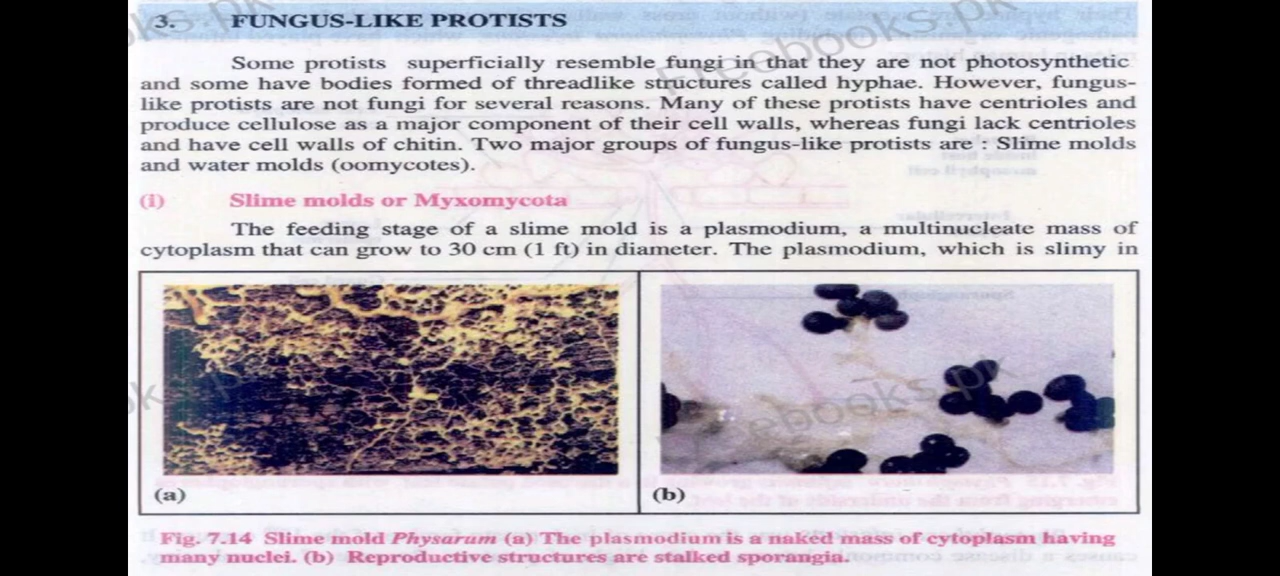 3. FUNGUS-LIKE PROTISTS
Some protists superficially resemble fungi in that they are not photosynthetic
and some have bodies formed of threadlike structures called hyphae. However, fungus-
like protists are not fungi for several reasons. Many of these protists have centrioles and
produce cellulose as a major component of their cell walls, whereas fungi lack centrioles
and have cell walls of chitin. Two major groups of fungus-like protists are : Slime molds
and water molds (oomycotes).
(i) Slime molds or Myxomycota
The feeding stage of a slime mold is a plasmodium, a multinucleate mass of
cytoplasm that can grow to 30 cm (1 ft) in diameter. The plasmodium, which is slimy in
(a) (b)
Fig. 7.14 Slime mold Physarum (a) The plasmodium is a naked mass of cytoplasm having
many nuclei. (b) Reproductive structures are stalked sporangia.
Freebooks.pk
Freebooks.pk